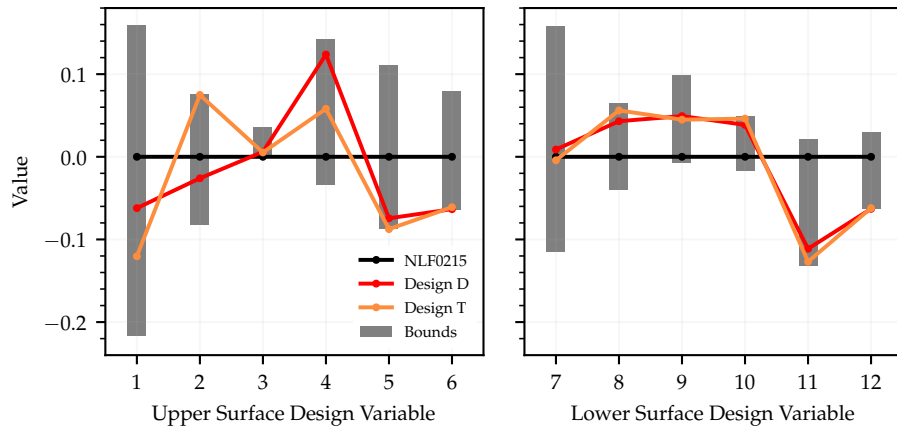 Value
0.1
0.0
−0.1
−0.2
NLF0215
Design D
Design T
Bounds
1 2 3 4 5 6
Upper Surface Design Variable
7 8 9 10 11 12
Lower Surface Design Variable